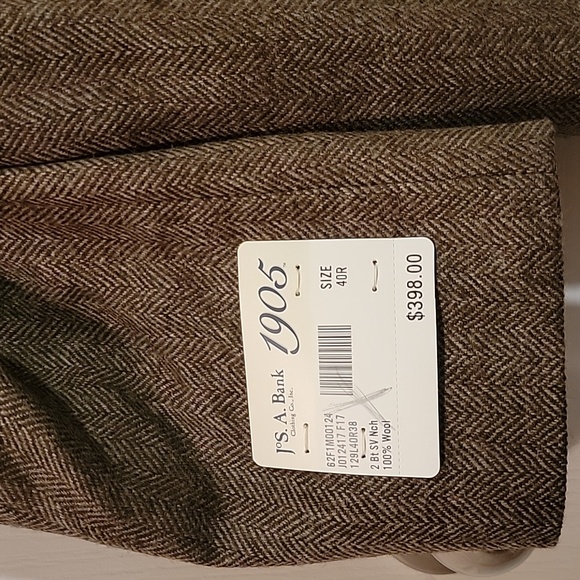 JoS. A. Bank
Clothing Co., Inc.
1905™
62F1M00124
J012417 F17
129L40R38
2 Bt SV Nch
100% Wool
SIZE
40R
$398.00